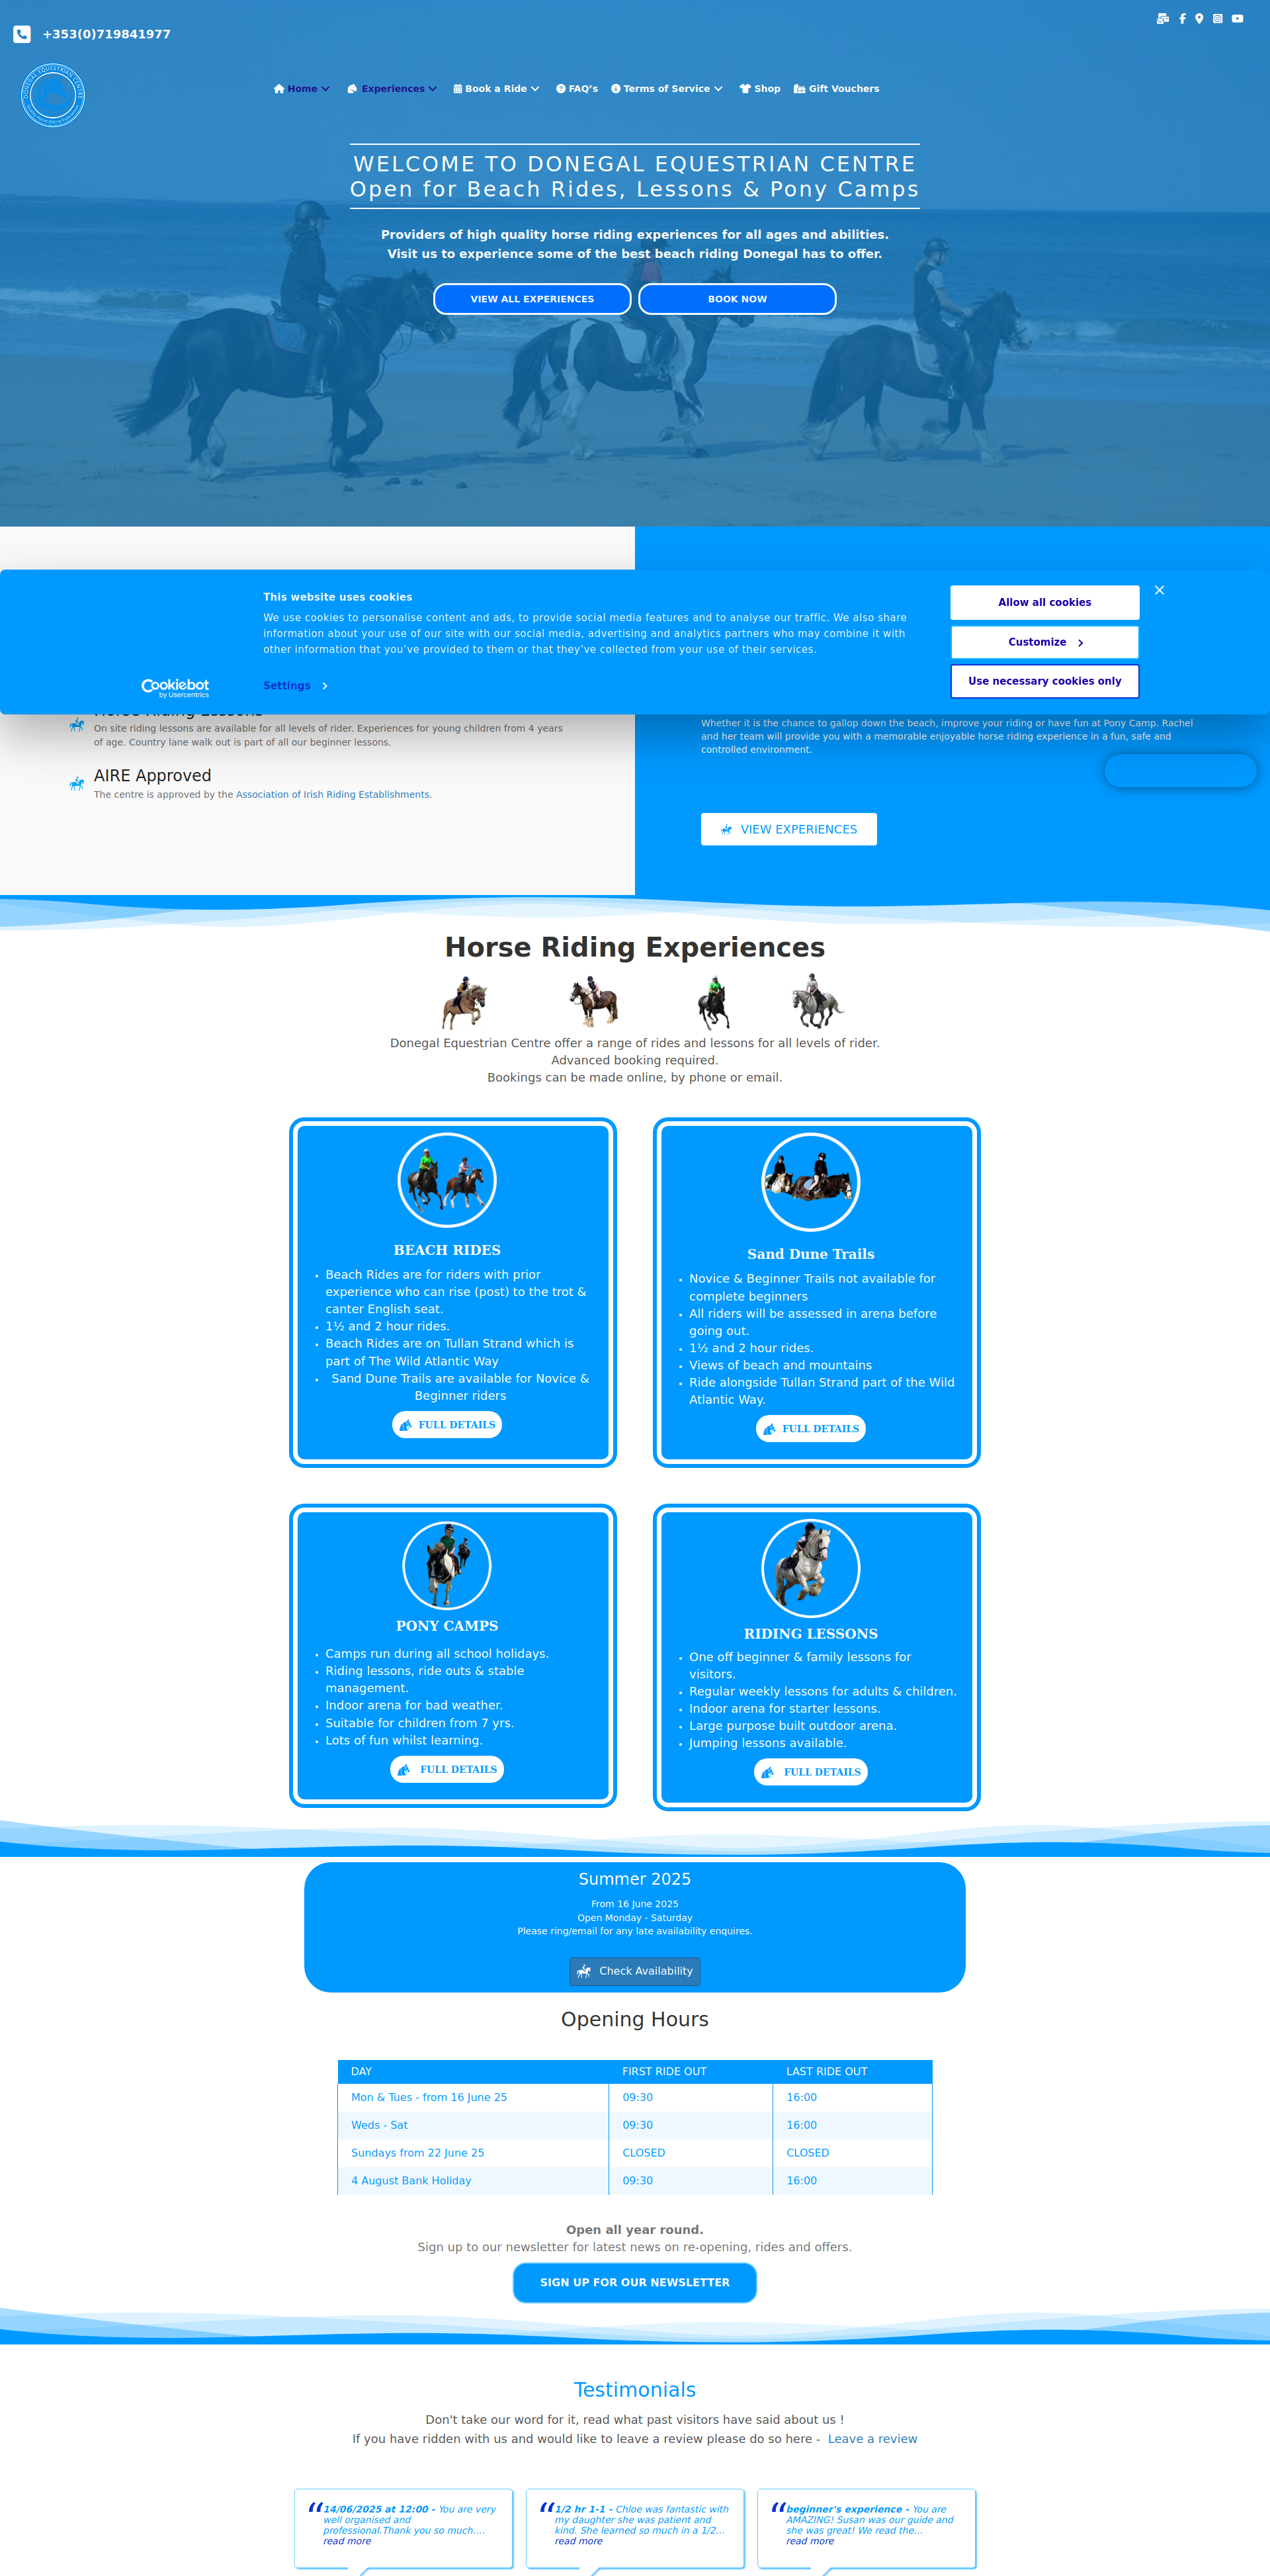 +353(0)719841977
DONEGAL EQUESTRIAN CENTRE
Home
Experiences
Book a Ride
FAQ's
Terms of Service
Shop
Gift Vouchers
WELCOME TO DONEGAL EQUESTRIAN CENTRE
Open for Beach Rides, Lessons & Pony Camps
Providers of high quality horse riding experiences for all ages and abilities.
Visit us to experience some of the best beach riding Donegal has to offer.
VIEW ALL EXPERIENCES
BOOK NOW
This website uses cookies
We use cookies to personalise content and ads, to provide social media features and to analyse our traffic. We also share
information about your use of our site with our social media, advertising and analytics partners who may combine it with
other information that you've provided to them or that they've collected from your use of their services.
Settings
Cookiebot
by Usercentrics
Allow all cookies
Customize
Use necessary cookies only
Horse Riding Lessons
On site riding lessons are available for all levels of rider. Experiences for young children from 4 years
of age. Country lane walk out is part of all our beginner lessons.
AIRE Approved
The centre is approved by the Association of Irish Riding Establishments.
Whether it is the chance to gallop down the beach, improve your riding or have fun at Pony Camp. Rachel
and her team will provide you with a memorable enjoyable horse riding experience in a fun, safe and
controlled environment.
VIEW EXPERIENCES
Horse Riding Experiences
Donegal Equestrian Centre offer a range of rides and lessons for all levels of rider.
Advanced booking required.
Bookings can be made online, by phone or email.
BEACH RIDES
• Beach Rides are for riders with prior
experience who can rise (post) to the trot &
canter English seat.
• 1½ and 2 hour rides.
• Beach Rides are on Tullan Strand which is
part of The Wild Atlantic Way
• Sand Dune Trails are available for Novice &
Beginner riders
FULL DETAILS
Sand Dune Trails
• Novice & Beginner Trails not available for
complete beginners
• All riders will be assessed in arena before
going out.
• 1½ and 2 hour rides.
• Views of beach and mountains
• Ride alongside Tullan Strand part of the Wild
Atlantic Way.
FULL DETAILS
PONY CAMPS
• Camps run during all school holidays.
• Riding lessons, ride outs & stable
management.
• Indoor arena for bad weather.
• Suitable for children from 7 yrs.
• Lots of fun whilst learning.
FULL DETAILS
RIDING LESSONS
• One off beginner & family lessons for
visitors.
• Regular weekly lessons for adults & children.
• Indoor arena for starter lessons.
• Large purpose built outdoor arena.
• Jumping lessons available.
FULL DETAILS
Summer 2025
From 16 June 2025
Open Monday - Saturday
Please ring/email for any late availability enquires.
Check Availability
Opening Hours
DAY FIRST RIDE OUT LAST RIDE OUT
Mon & Tues - from 16 June 25 09:30 16:00
Weds - Sat 09:30 16:00
Sundays from 22 June 25 CLOSED CLOSED
4 August Bank Holiday 09:30 16:00
Open all year round.
Sign up to our newsletter for latest news on re-opening, rides and offers.
SIGN UP FOR OUR NEWSLETTER
Testimonials
Don't take our word for it, read what past visitors have said about us !
If you have ridden with us and would like to leave a review please do so here - Leave a review
14/06/2025 at 12:00 - You are very
well organised and
professional.Thank you so much....
read more
1/2 hr 1-1 - Chloe was fantastic with
my daughter she was patient and
kind. She learned so much in a 1/2...
read more
beginner's experience - You are
AMAZING! Susan was our guide and
she was great! We read the...
read more